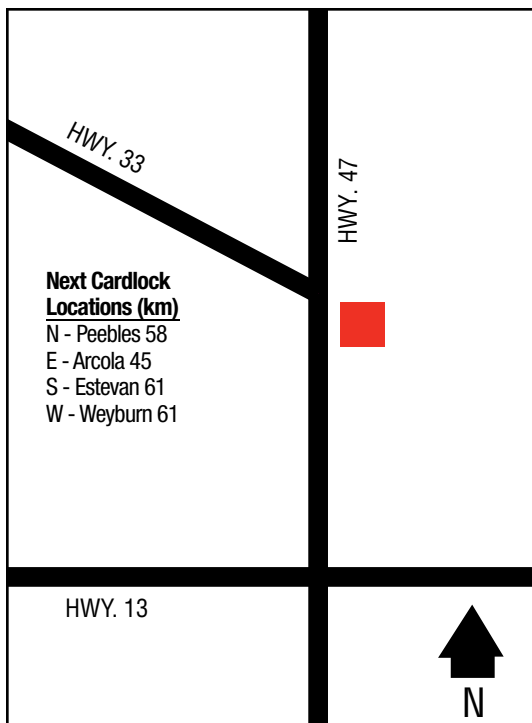 HWY. 33
HWY. 47
Next Cardlock
Locations (km)
N - Peebles 58
E - Arcola 45
S - Estevan 61
W - Weyburn 61
HWY. 13
N